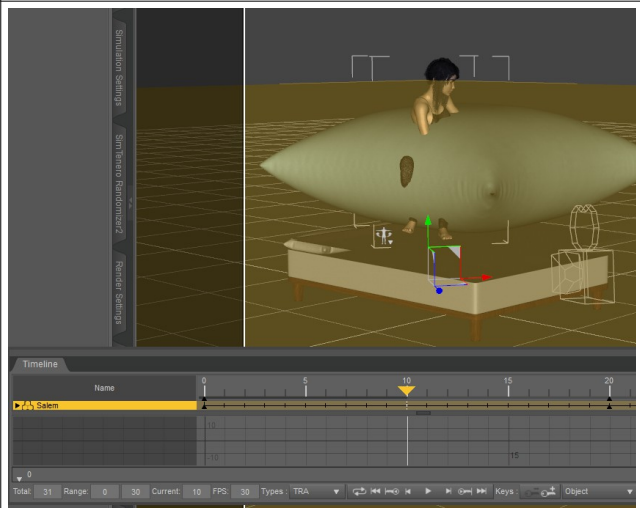 Simulation Settings
SimTenero Randomizer2
Render Settings
Timeline
Name
0 5 10 15 20
Salem
10
-10 15
0
Total: 31 Range: 0 30 Current: 10 FPS: 30 Types : TRA Keys : Object